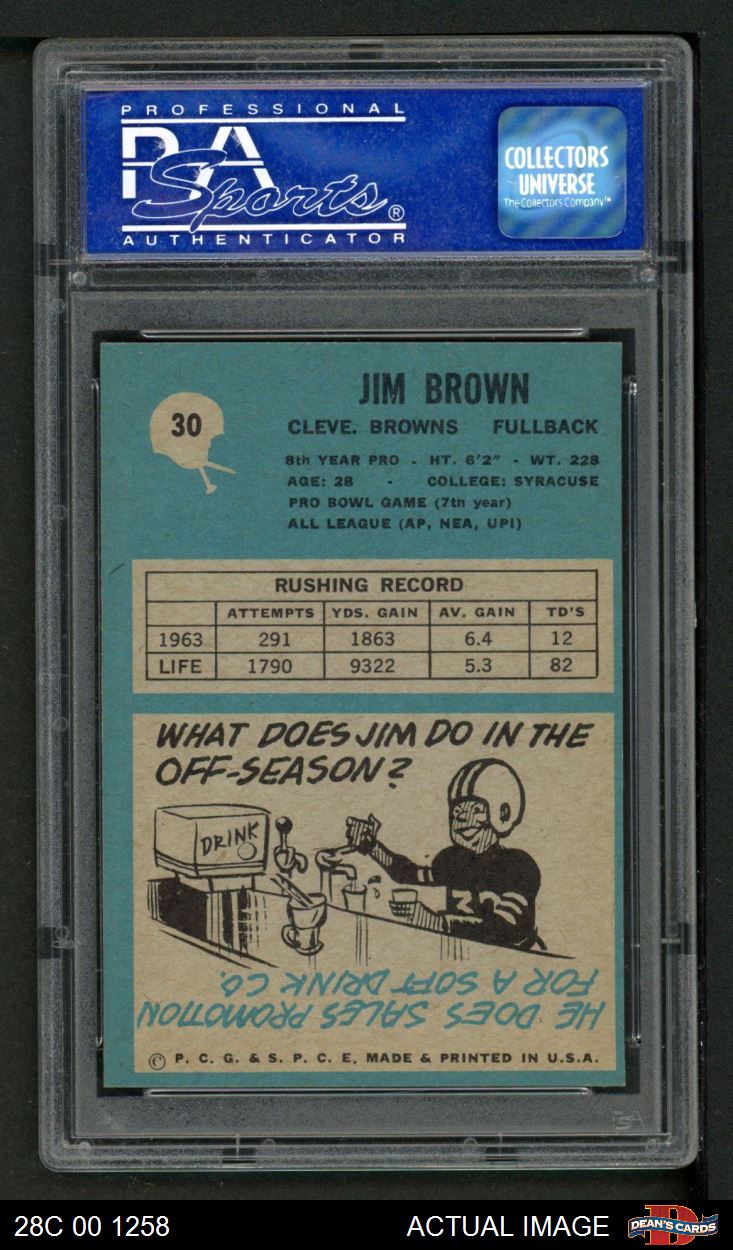 PROFESSIONAL
PSA
Sports®
AUTHENTICATOR
COLLECTORS
UNIVERSE
The Collectors Company™
30
JIM BROWN
CLEVE. BROWNS FULLBACK
8th YEAR PRO - HT. 6'2" - WT. 228
AGE: 28 - COLLEGE: SYRACUSE
PRO BOWL GAME (7th year)
ALL LEAGUE (AP, NEA, UPI)
RUSHING RECORD
ATTEMPTS YDS. GAIN AV. GAIN TD'S
1963 291 1863 6.4 12
LIFE 1790 9322 5.3 82
WHAT DOES JIM DO IN THE
OFF-SEASON?
DRINK
HE DOES SALES PROMOTION
FOR A SOFT DRINK CO.
© P. C. G. & S. P. C. E. MADE & PRINTED IN U.S.A.
PSA
28C 00 1258
ACTUAL IMAGE
DEAN'S CARDS